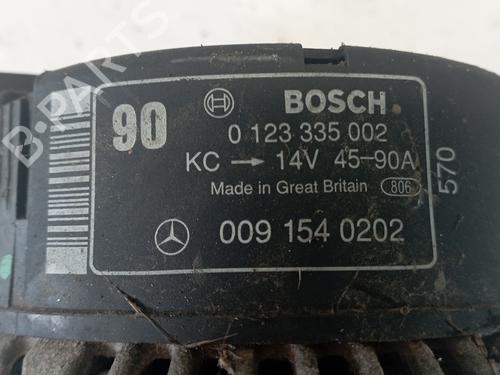 B-PARTS
90
BOSCH
0 123 335 002
KC → 14V 45-90A
Made in Great Britain 806
570
009 154 0202